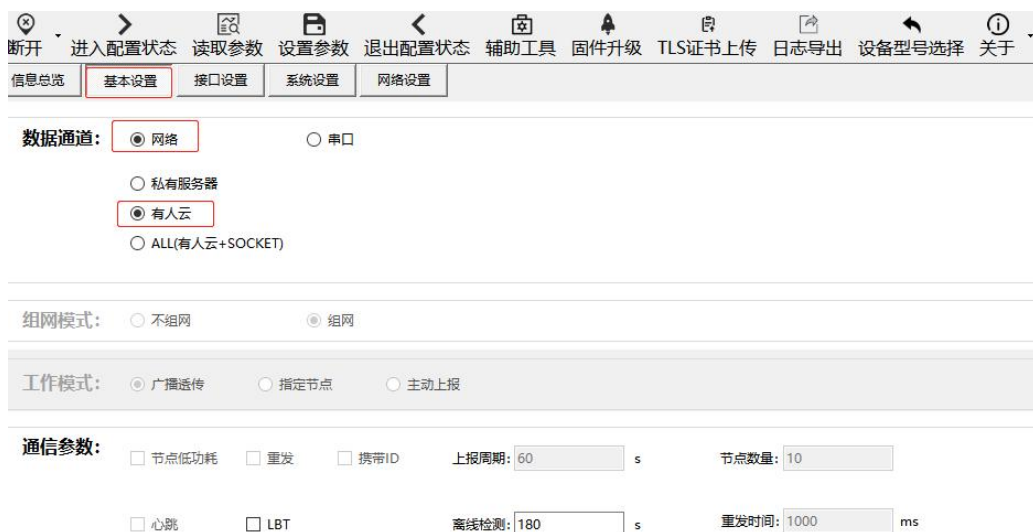 断开 进入配置状态 读取参数 设置参数 退出配置状态 辅助工具 固件升级 TLS证书上传 日志导出 设备型号选择 关于
信息总览 基本设置 接口设置 系统设置 网络设置
数据通道: 网络 串口
私有服务器
有人云
ALL(有人云+SOCKET)
组网模式: 不组网 组网
工作模式: 广播透传 指定节点 主动上报
通信参数: 节点低功耗 重发 携带ID 上报周期: 60 s 节点数量: 10
心跳 LBT 离线检测: 180 s 重发时间: 1000 ms